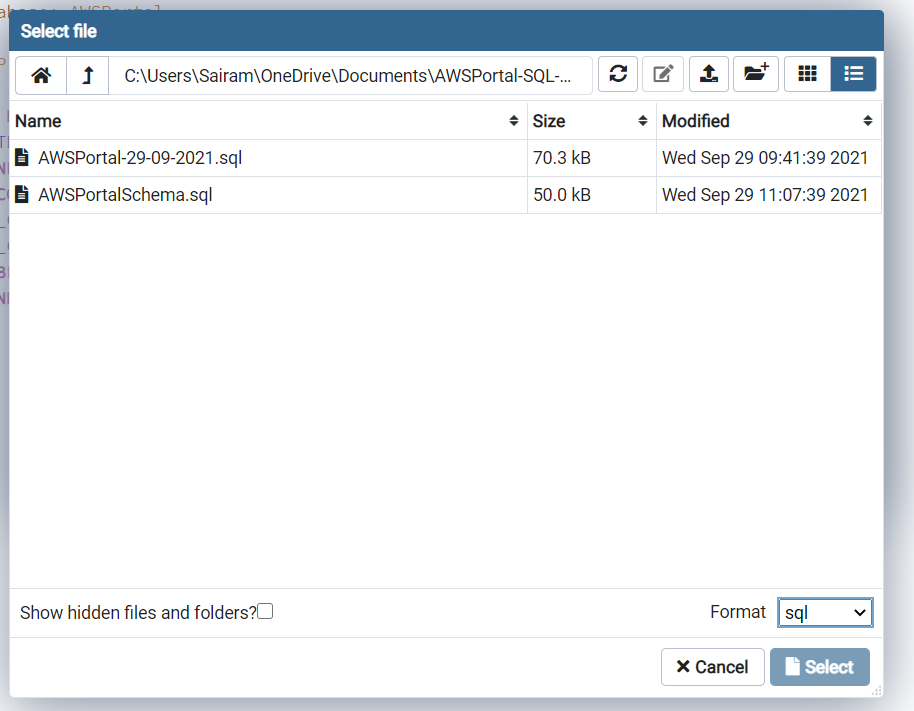 Database: AWSPortal
Select file
C:\Users\Sairam\OneDrive\Documents\AWSPortal-SQL-...
Name Size Modified
AWSPortal-29-09-2021.sql 70.3 kB Wed Sep 29 09:41:39 2021
AWSPortalSchema.sql 50.0 kB Wed Sep 29 11:07:39 2021
Show hidden files and folders? Format sql
Cancel Select